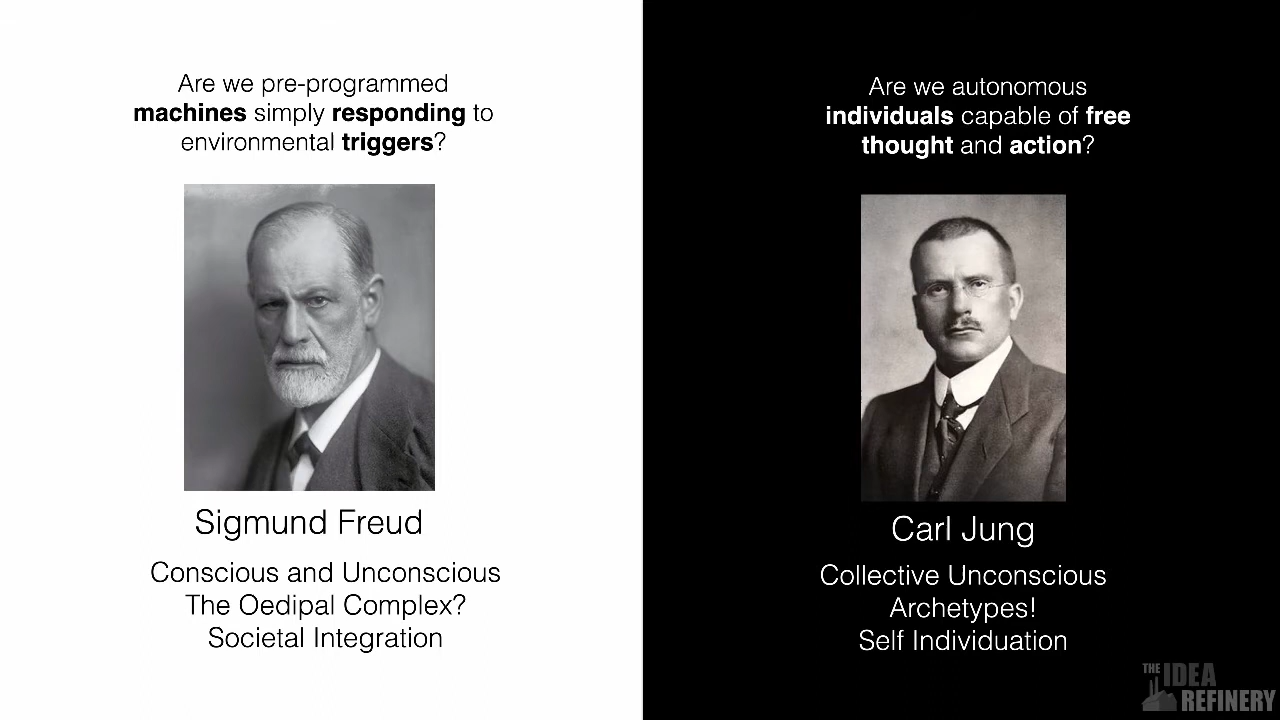 Are we pre-programmed
machines simply responding to
environmental triggers?
Sigmund Freud
Conscious and Unconscious
The Oedipal Complex?
Societal Integration
Are we autonomous
individuals capable of free
thought and action?
Carl Jung
Collective Unconscious
Archetypes!
Self Individuation
THE IDEA
REFINERY